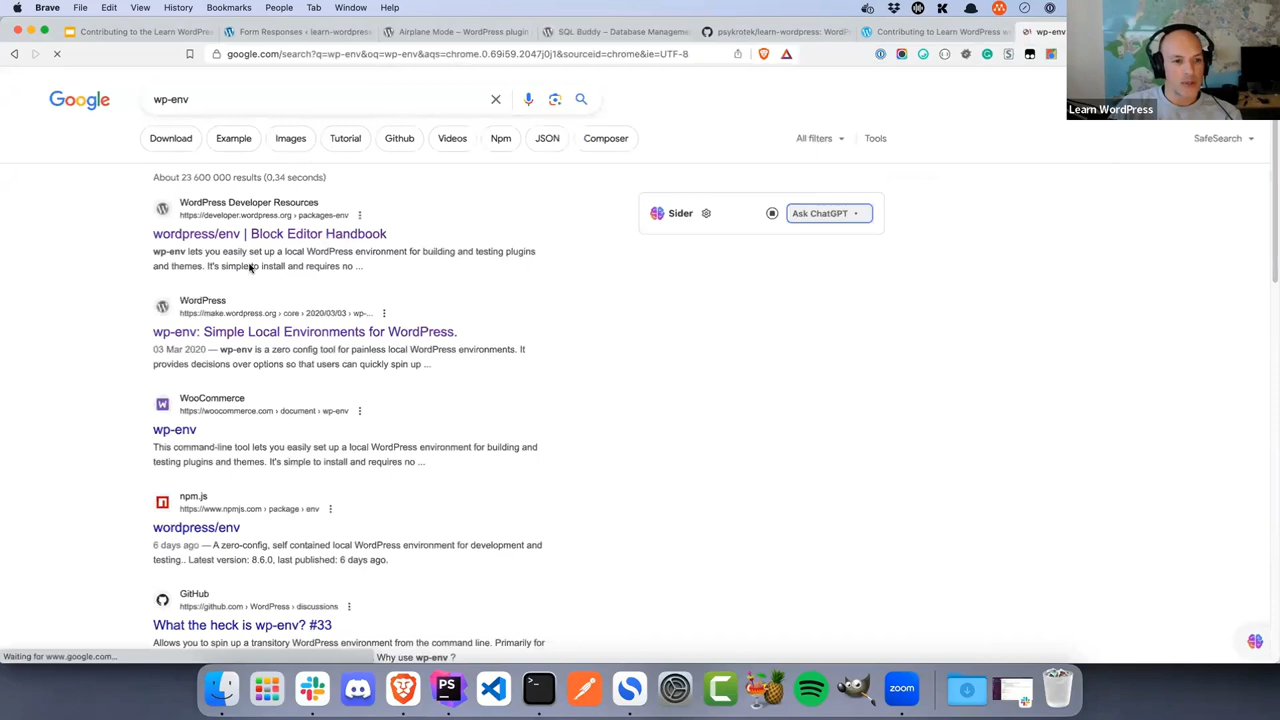 Brave File Edit View History Bookmarks People Tab Window Help
Contributing to the Learn WordPress
Form Responses ‹ learn-wordpress
Airplane Mode – WordPress plugin
SQL Buddy – Database Manageme
psykrotek/learn-wordpress: WordP
Contributing to Learn WordPress w
wp-env
google.com/search?q=wp-env&oq=wp-env&aqs=chrome.0.69i59.2047j0j1&sourceid=chrome&ie=UTF-8
Learn WordPress
Google
wp-env
Download Example Images Tutorial Github Videos Npm JSON Composer
All filters Tools SafeSearch
About 23 600 000 results (0,34 seconds)
WordPress Developer Resources
https://developer.wordpress.org › packages-env
wordpress/env | Block Editor Handbook
wp-env lets you easily set up a local WordPress environment for building and testing plugins
and themes. It's simple to install and requires no ...
Sider
Ask ChatGPT
WordPress
https://make.wordpress.org › core › 2020/03/03 › wp-...
wp-env: Simple Local Environments for WordPress.
03 Mar 2020 — wp-env is a zero config tool for painless local WordPress environments. It
provides decisions over options so that users can quickly spin up ...
WooCommerce
https://woocommerce.com › document › wp-env
wp-env
This command-line tool lets you easily set up a local WordPress environment for building and
testing plugins and themes. It's simple to install and requires no ...
npm.js
https://www.npmjs.com › package › env
wordpress/env
6 days ago — A zero-config, self contained local WordPress environment for development and
testing.. Latest version: 8.6.0, last published: 6 days ago.
GitHub
https://github.com › WordPress › discussions
What the heck is wp-env? #33
Allows you to spin up a transitory WordPress environment from the command line. Primarily for
Why use wp-env ?
Waiting for www.google.com...
PS
zoom